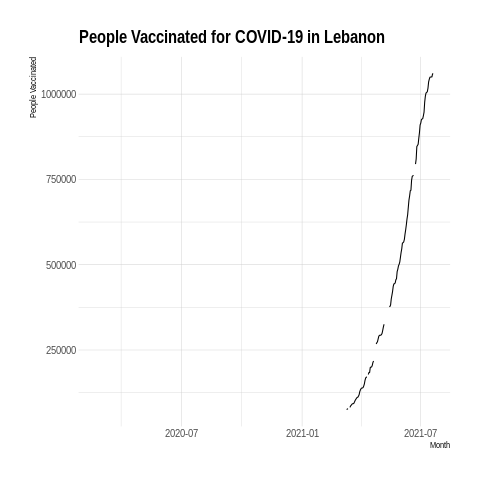 People Vaccinated for COVID-19 in Lebanon
People Vaccinated
1000000
750000
500000
250000
2020-07 2021-01 2021-07
Month